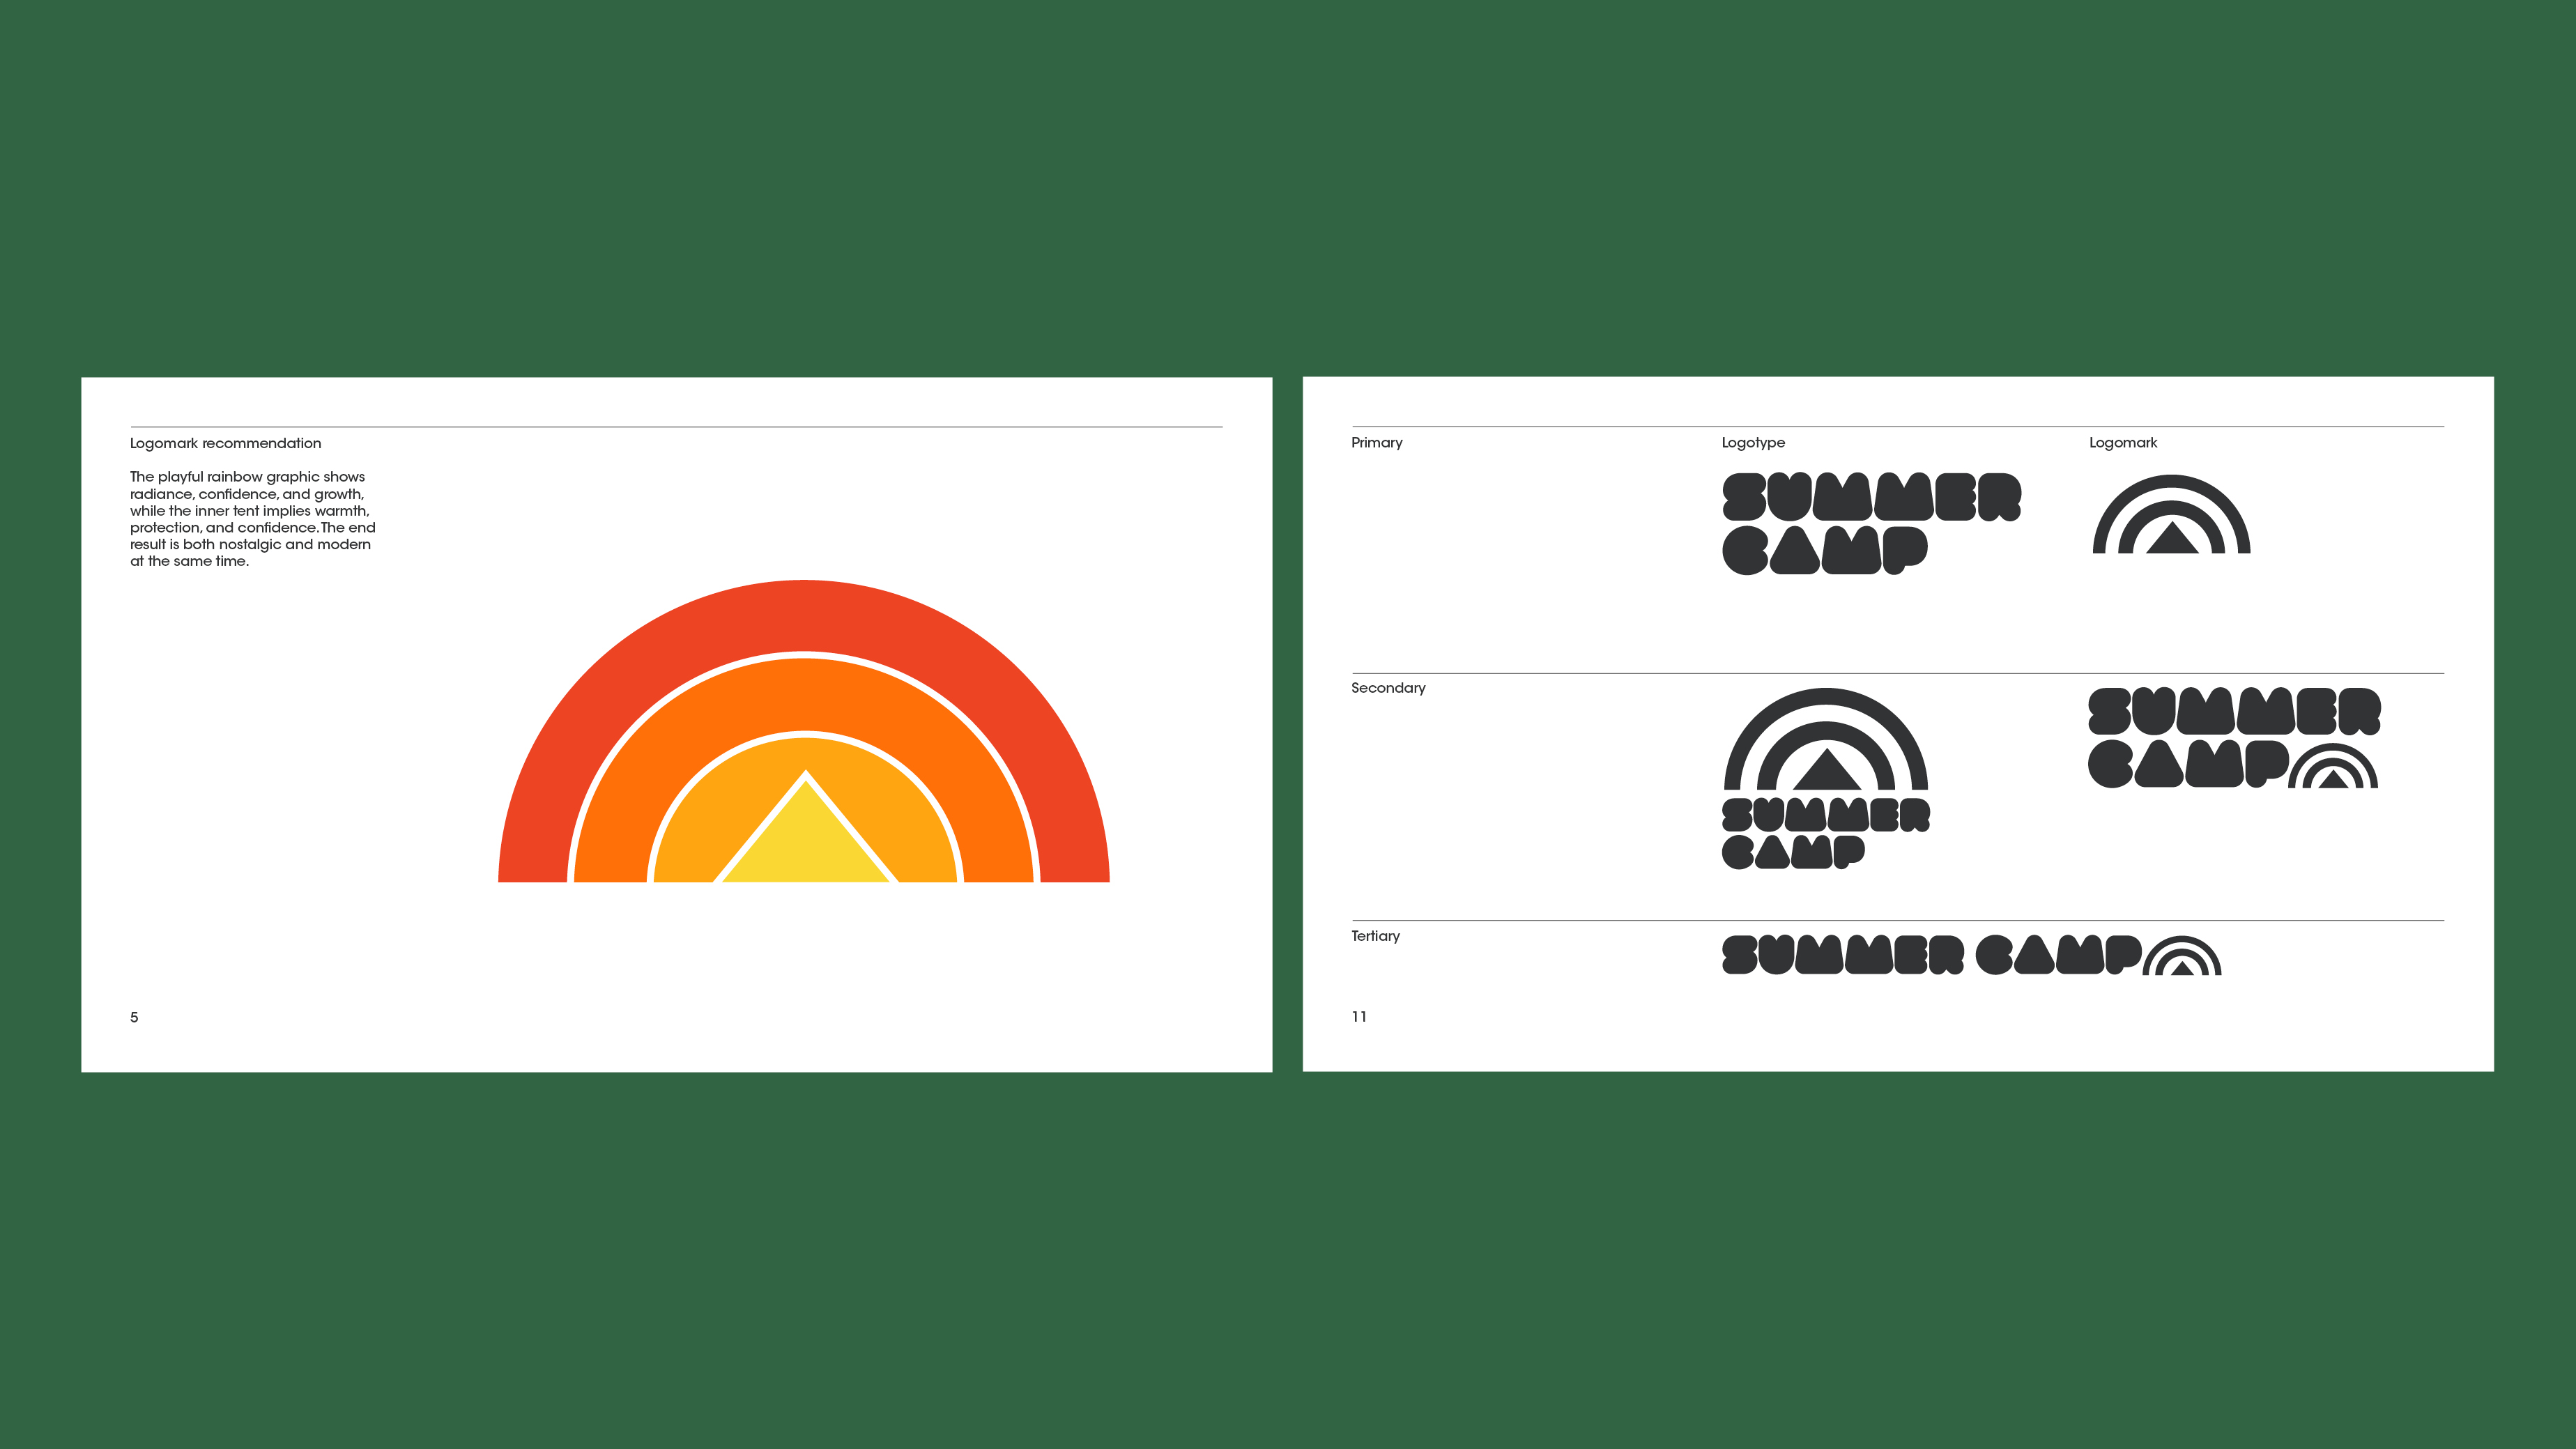 Logomark recommendation
The playful rainbow graphic shows
radiance, confidence, and growth,
while the inner tent implies warmth,
protection, and confidence. The end
result is both nostalgic and modern
at the same time.
5
Primary
Logotype
Logomark
SUMMER
CAMP
Secondary
SUMMER
CAMP
SUMMER
CAMP
Tertiary
SUMMER CAMP
11